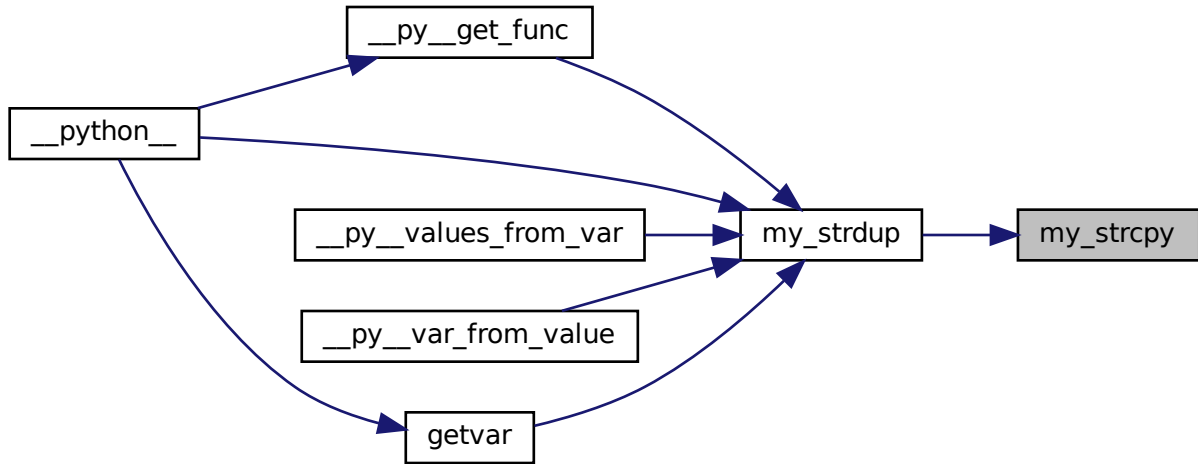 __py__get_func
__python__
__py__values_from_var
my_strdup
my_strcpy
__py__var_from_value
getvar